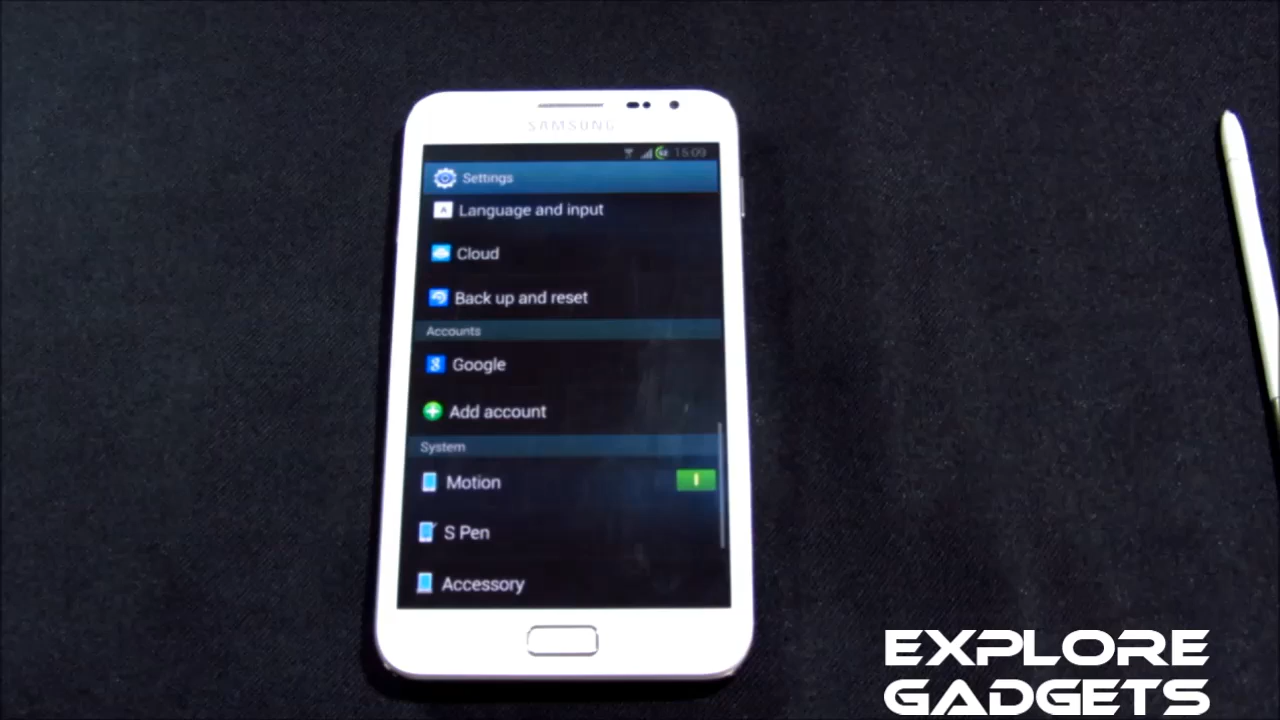 SAMSUNG
15:09
Settings
Language and input
Cloud
Back up and reset
Accounts
Google
Add account
System
Motion
S Pen
Accessory
EXPLORE
GADGETS